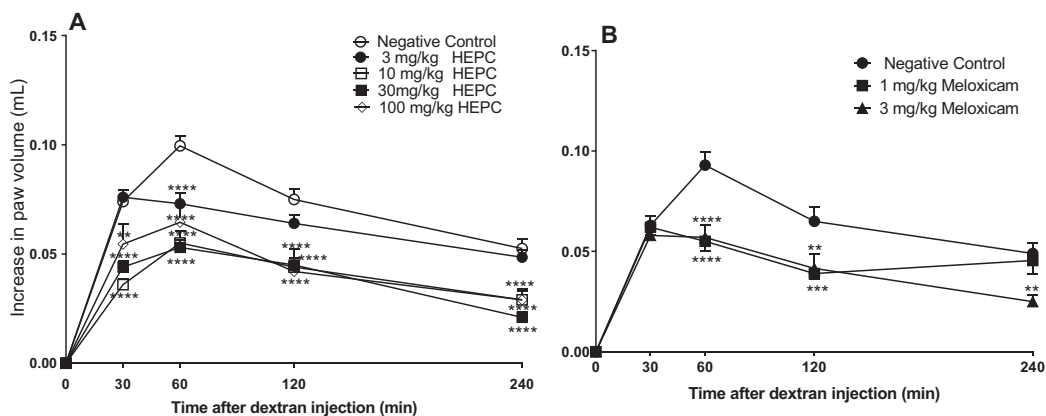 A
0.15
0.10
0.05
0.00
Increase in paw volume (mL)
Negative Control
3 mg/kg HEPC
10 mg/kg HEPC
30mg/kg HEPC
100 mg/kg HEPC
****
****
**
****
****
****
****
****
****
****
****
****
****
0 30 60 120 240
Time after dextran injection (min)
B
0.15
0.10
0.05
0.00
Negative Control
1 mg/kg Meloxicam
3 mg/kg Meloxicam
****
****
**
***
**
0 30 60 120 240
Time after dextran injection (min)